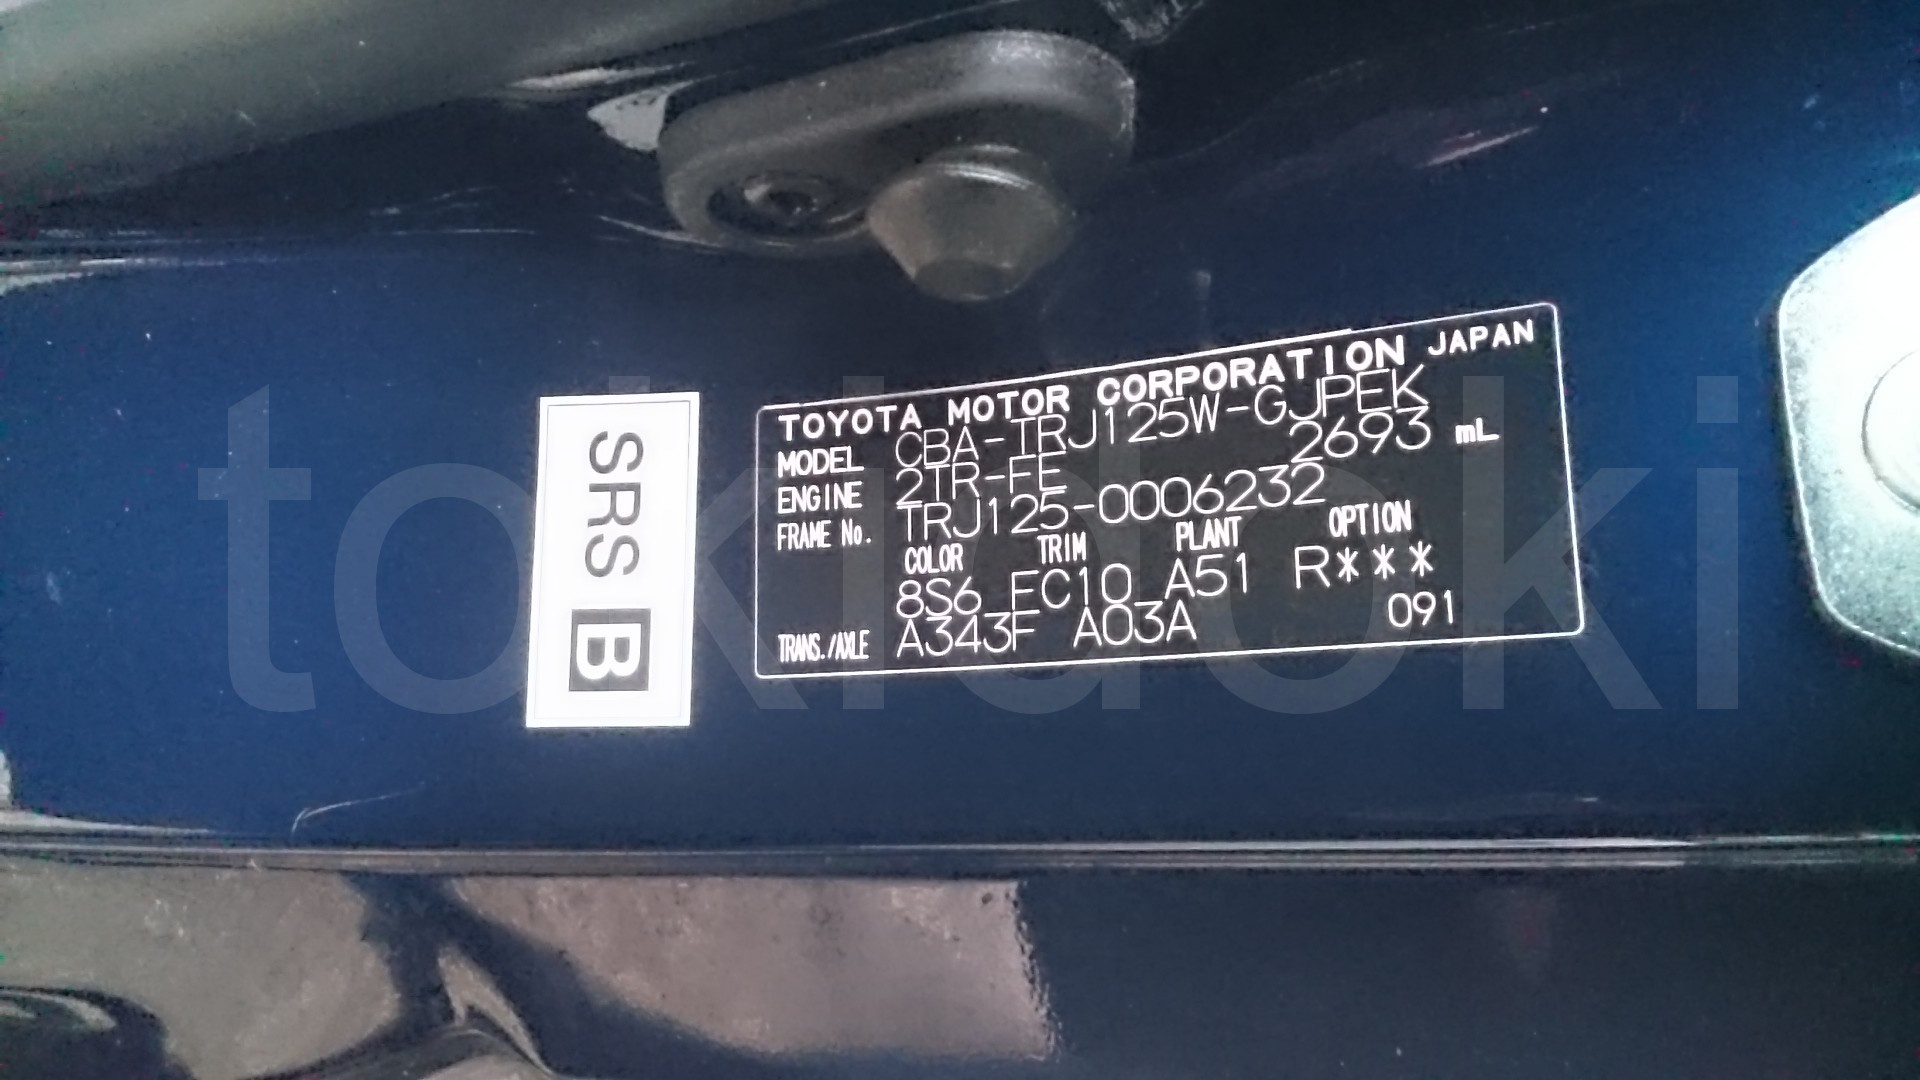 SRS B
TOYOTA MOTOR CORPORATION JAPAN
MODEL CBA-TRJ125W-GJPEK
ENGINE 2TR-FE 2693 mL
FRAME No. TRJ125-0006232
COLOR TRIM PLANT OPTION
8S6 FC10 A51 R***
TRANS./AXLE A343F A03A 091
tokidoki